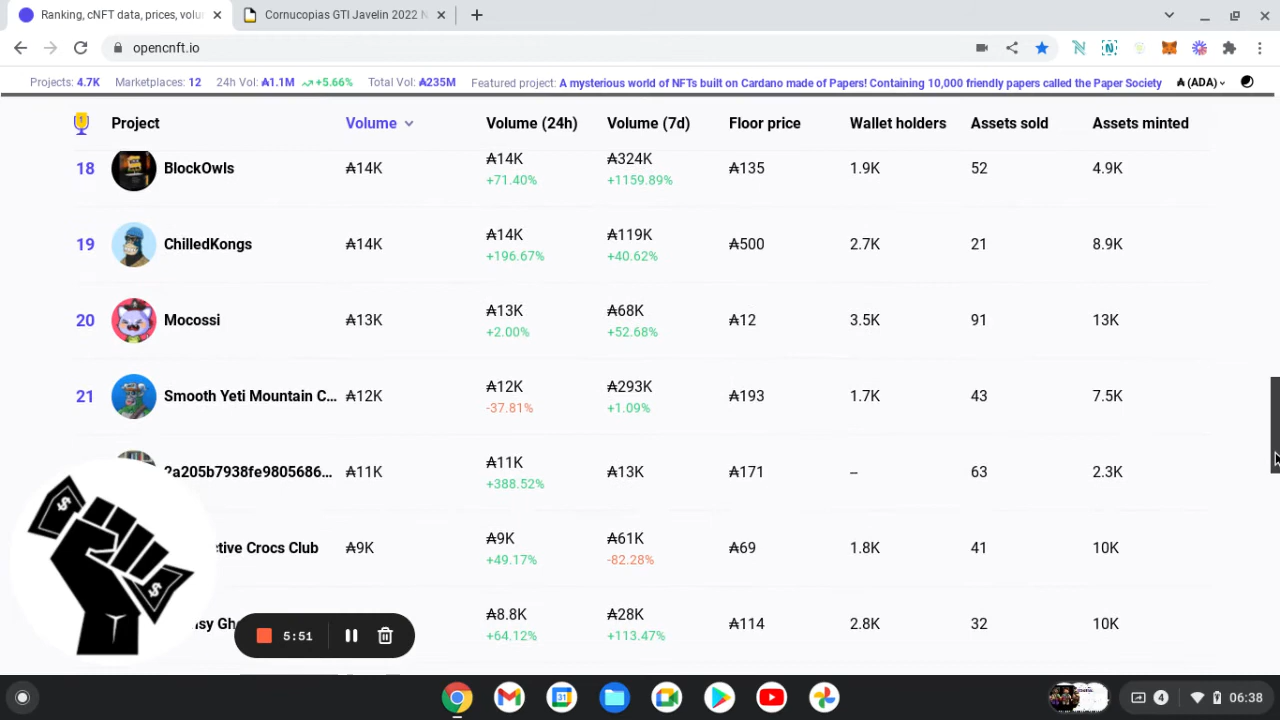 Ranking, cNFT data, prices, volu
Cornucopias GTI Javelin 2022 N
opencnft.io
Projects: 4.7K Marketplaces: 12 24h Vol: ₳1.1M +5.66% Total Vol: ₳235M Featured project: A mysterious world of NFTs built on Cardano made of Papers! Containing 10,000 friendly papers called the Paper Society ₳ (ADA)
Project Volume Volume (24h) Volume (7d) Floor price Wallet holders Assets sold Assets minted
18 BlockOwls ₳14K ₳14K ₳324K ₳135 1.9K 52 4.9K
+71.40% +1159.89%
19 ChilledKongs ₳14K ₳14K ₳119K ₳500 2.7K 21 8.9K
+196.67% +40.62%
20 Mocossi ₳13K ₳13K ₳68K ₳12 3.5K 91 13K
+2.00% +52.68%
21 Smooth Yeti Mountain C... ₳12K ₳12K ₳293K ₳193 1.7K 43 7.5K
-37.81% +1.09%
2a205b7938fe9805686... ₳11K ₳11K ₳13K ₳171 – 63 2.3K
+388.52%
ctive Crocs Club ₳9K ₳9K ₳61K ₳69 1.8K 41 10K
+49.17% -82.28%
sy Gh ₳8.8K ₳28K ₳114 2.8K 32 10K
+64.12% +113.47%
5:51
4 06:38